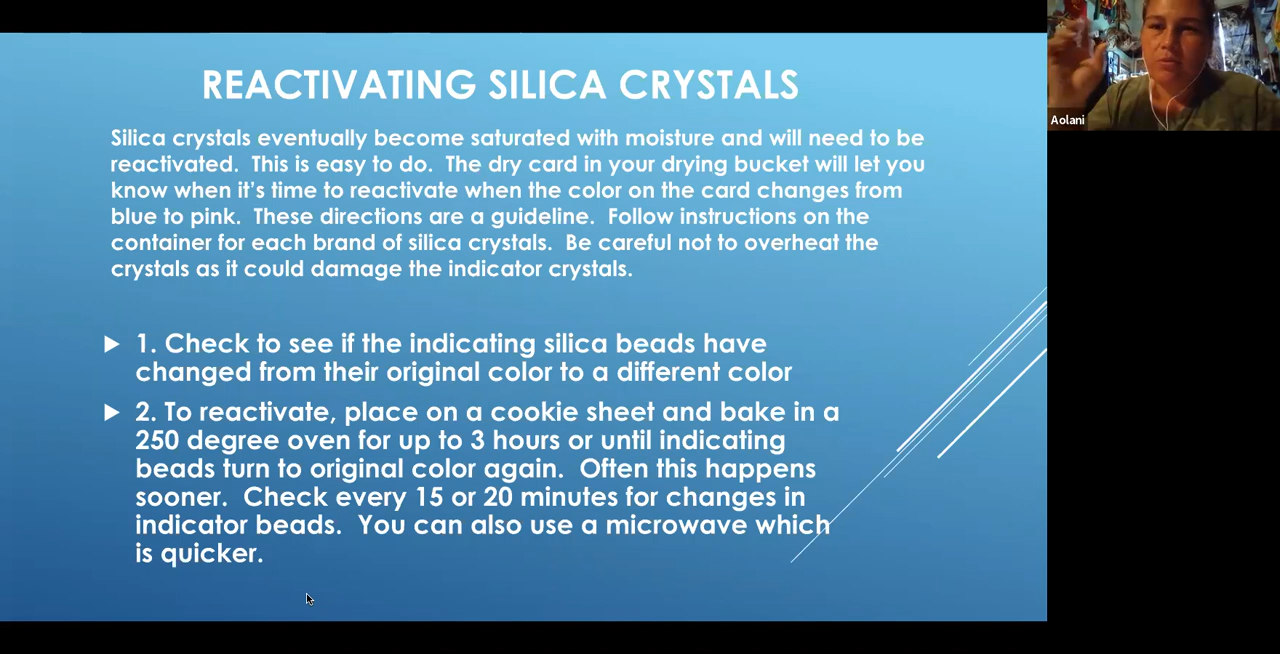 REACTIVATING SILICA CRYSTALS
Silica crystals eventually become saturated with moisture and will need to be
reactivated.  This is easy to do.  The dry card in your drying bucket will let you
know when it's time to reactivate when the color on the card changes from
blue to pink.  These directions are a guideline.  Follow instructions on the
container for each brand of silica crystals.  Be careful not to overheat the
crystals as it could damage the indicator crystals.
1. Check to see if the indicating silica beads have
changed from their original color to a different color
2. To reactivate, place on a cookie sheet and bake in a
250 degree oven for up to 3 hours or until indicating
beads turn to original color again.  Often this happens
sooner.  Check every 15 or 20 minutes for changes in
indicator beads.  You can also use a microwave which
is quicker.
Aolani